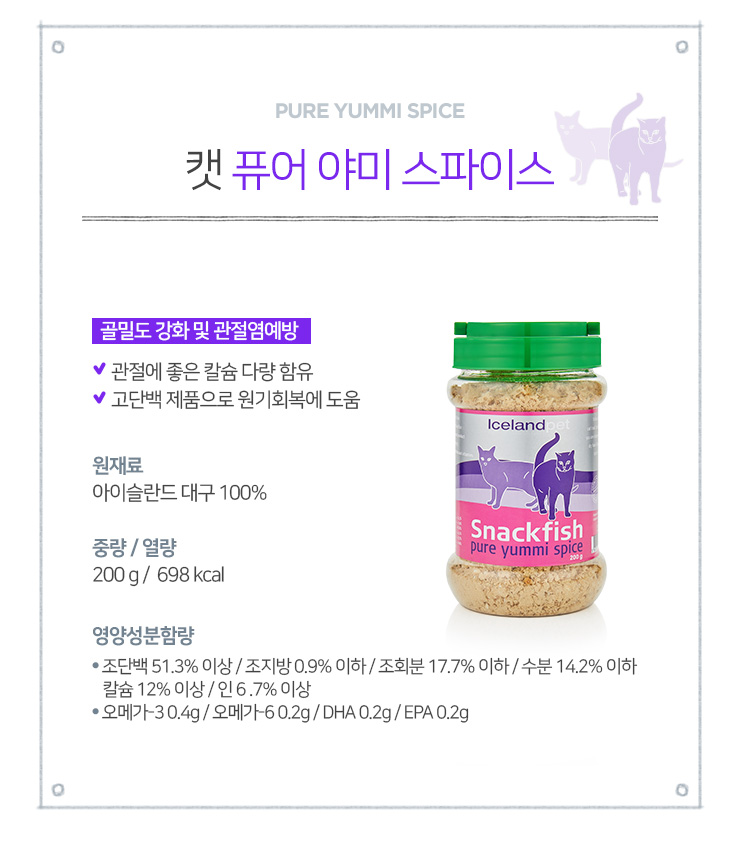 PURE YUMMI SPICE
캣 퓨어 야미 스파이스
골밀도 강화 및 관절염예방
관절에 좋은 칼슘 다량 함유
고단백 제품으로 원기회복에 도움
원재료
아이슬란드 대구 100%
중량 / 열량
200 g / 698 kcal
Icelandpet
Snackfish
pure yummi spice
200 g
영양성분함량
• 조단백 51.3% 이상 / 조지방 0.9% 이하 / 조회분 17.7% 이하 / 수분 14.2% 이하
칼슘 12% 이상 / 인 6 .7% 이상
• 오메가-3 0.4g / 오메가-6 0.2g / DHA 0.2g / EPA 0.2g